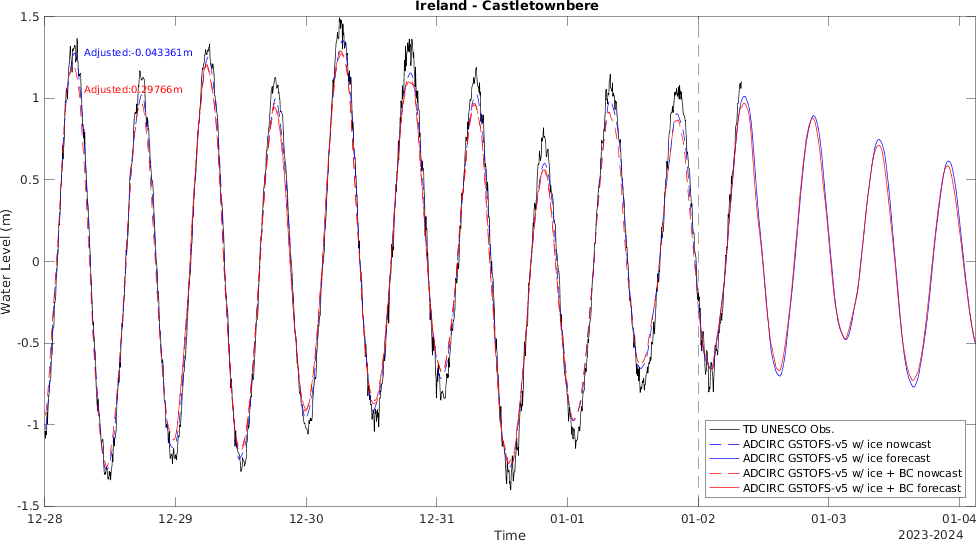 Ireland - Castletownbere
Adjusted:-0.043361m
Adjusted:0.29766m
1.5
1
0.5
0
-0.5
-1
-1.5
Water Level (m)
TD UNESCO Obs.
ADCIRC GSTOFS-v5 w/ ice nowcast
ADCIRC GSTOFS-v5 w/ ice forecast
ADCIRC GSTOFS-v5 w/ ice + BC nowcast
ADCIRC GSTOFS-v5 w/ ice + BC forecast
12-28 12-29 12-30 12-31 01-01 01-02 01-03 01-04
Time
2023-2024